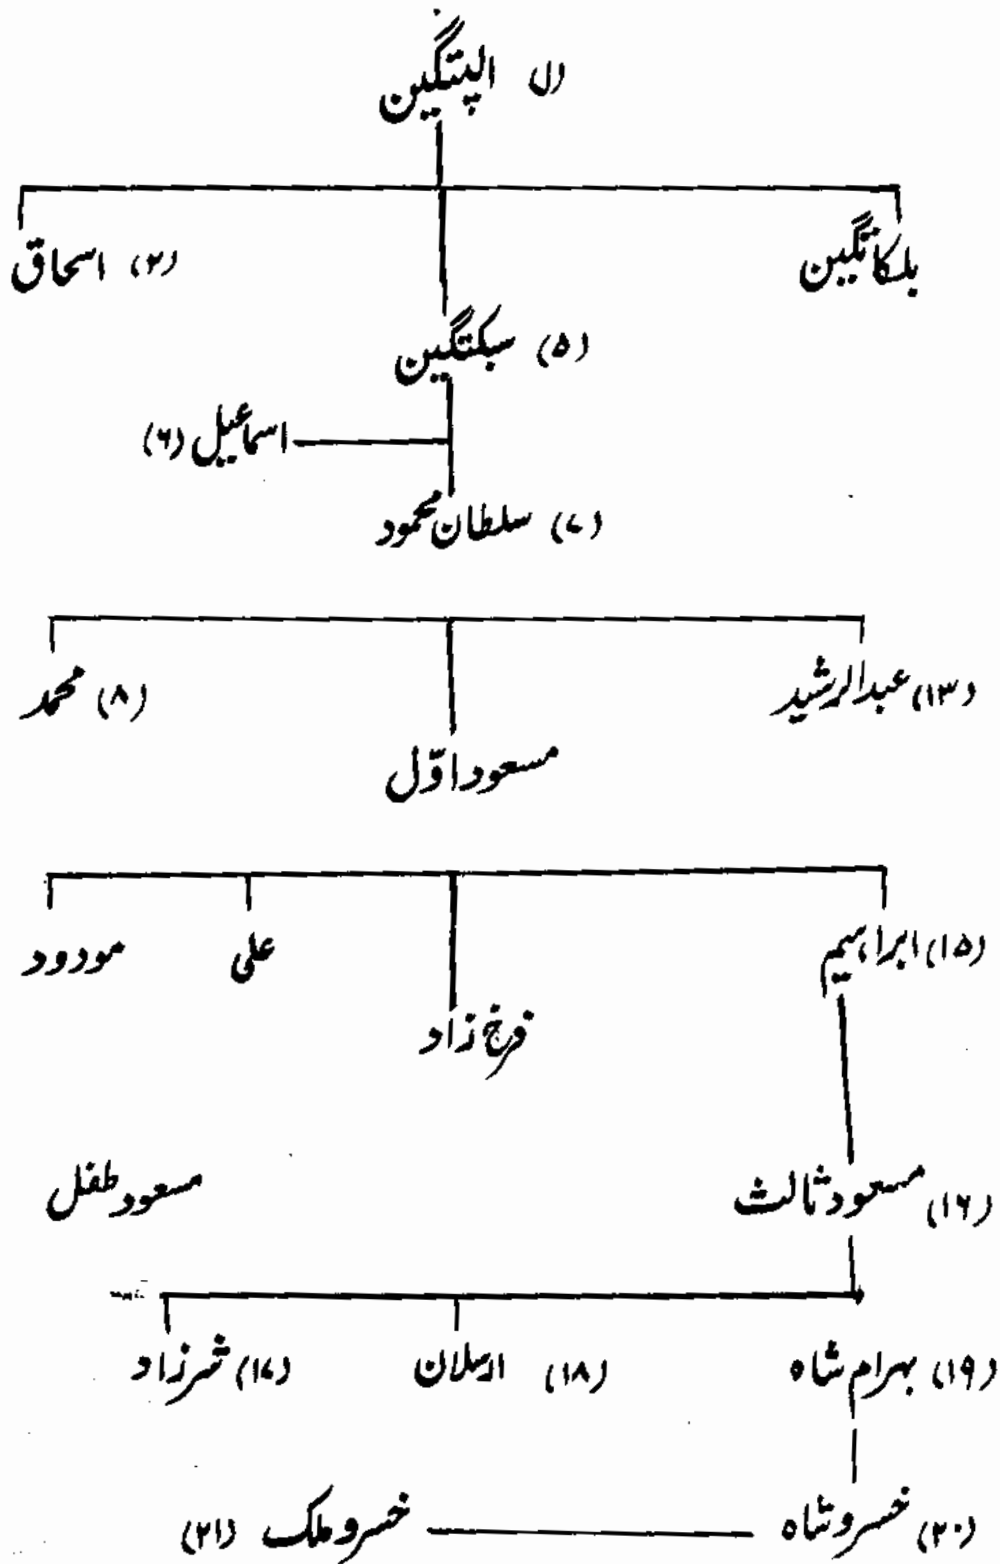 (۱) الپتگین
بلکاتگین (۲) اسحاق
(۵) سبکتگین
اسماعیل (۶)
(۷) سلطان محمود
(۱۳) عبدالرشید (۸) محمد
مسعود اوّل
(۱۵) ابراہیم علی مودود
فرخ زاد
(۱۶) مسعود ثالث مسعود طفل
(۱۹) بہرام شاہ (۱۸) ارسلان (۱۷) شرزاد
(۲۰) خسرو شاہ خسرو ملک (۲۱)